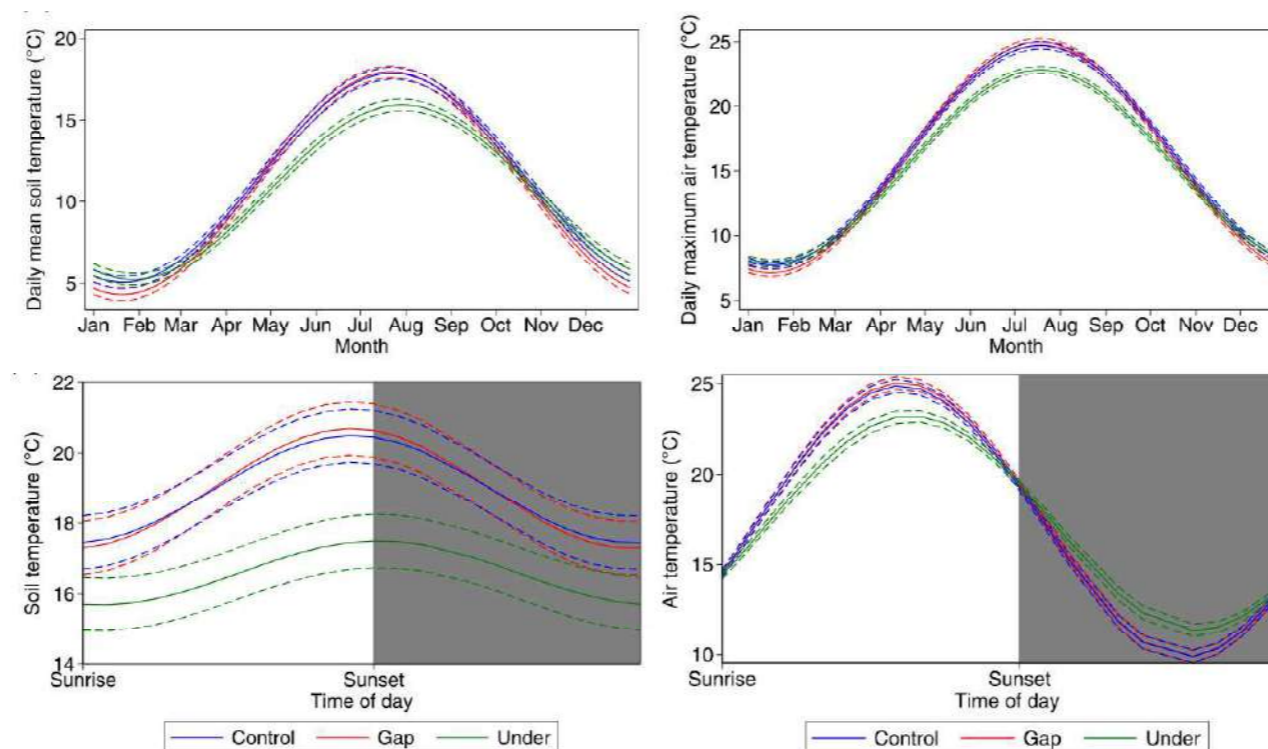 Daily mean soil temperature (°C)
20
15
10
5
Jan Feb Mar Apr May Jun Jul Aug Sep Oct Nov Dec
Month
Daily maximum air temperature (°C)
25
20
15
10
5
Jan Feb Mar Apr May Jun Jul Aug Sep Oct Nov Dec
Month
Soil temperature (°C)
22
20
18
16
14
Sunrise Sunset
Time of day
Air temperature (°C)
25
20
15
10
Sunrise Sunset
Time of day
Control Gap Under
Control Gap Under